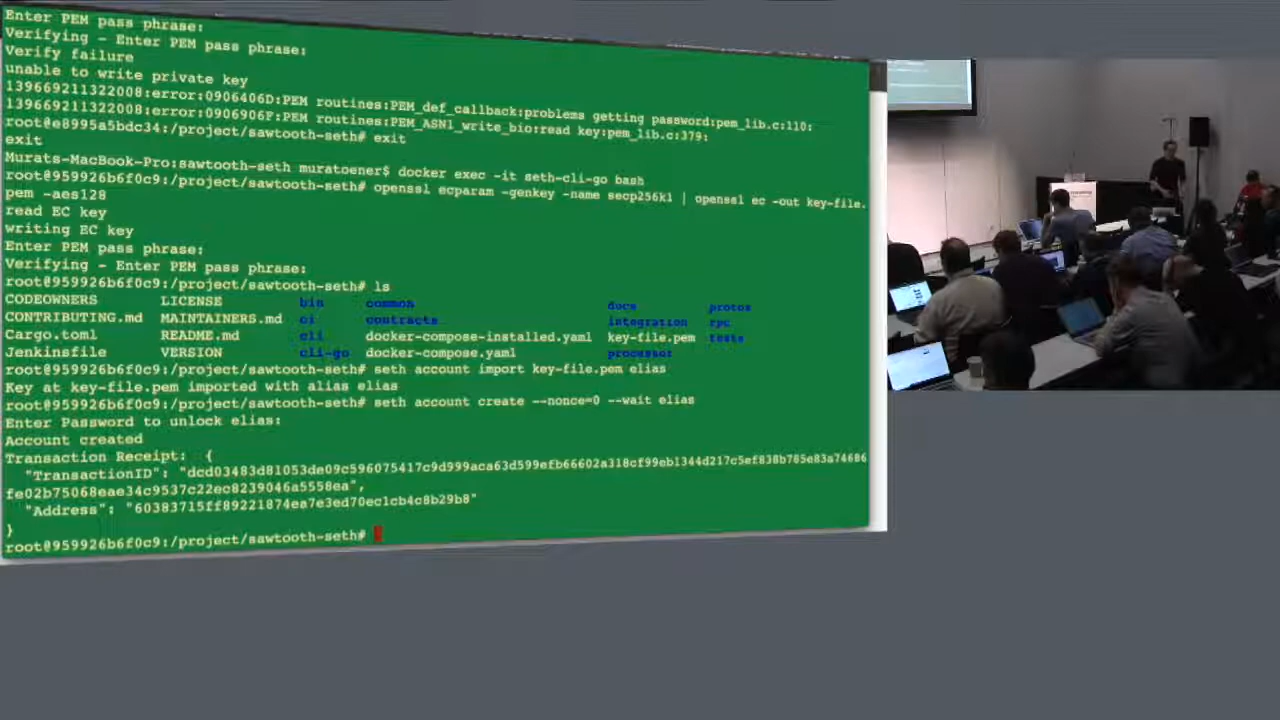 Enter PEM pass phrase:
Verifying - Enter PEM pass phrase:
Verify failure
unable to write private key
139669211322008:error:0906406D:PEM routines:PEM_def_callback:problems getting password:pem_lib.c:110:
139669211322008:error:0906906F:PEM routines:PEM_ASN1_write_bio:read key:pem_lib.c:379:
root@e8995a5bdc34:/project/sawtooth-seth# exit
exit
Murats-MacBook-Pro:sawtooth-seth muratoener$ docker exec -it seth-cli-go bash
root@959926b6f0c9:/project/sawtooth-seth# openssl ecparam -genkey -name secp256k1 | openssl ec -out key-file.
pem -aes128
read EC key
writing EC key
Enter PEM pass phrase:
Verifying - Enter PEM pass phrase:
root@959926b6f0c9:/project/sawtooth-seth# ls
CODEOWNERS LICENSE bin common docs protos
CONTRIBUTING.md MAINTAINERS.md ci contracts integration rpc
Cargo.toml README.md cli docker-compose-installed.yaml key-file.pem tests
Jenkinsfile VERSION cli-go docker-compose.yaml processor
root@959926b6f0c9:/project/sawtooth-seth# seth account import key-file.pem elias
Key at key-file.pem imported with alias elias
root@959926b6f0c9:/project/sawtooth-seth# seth account create --nonce=0 --wait elias
Enter Password to unlock elias:
Account created
Transaction Receipt: {
"TransactionID": "dcd03483d81053de09c596075417c9d999aca63d599efb66602a318cf99eb1344d217c5ef838b785e83a74686
fe02b75068eae34c9537c22ec8239046a5558ea",
"Address": "60383715ff89221874ea7e3ed70ec1cb4c8b29b8"
}
root@959926b6f0c9:/project/sawtooth-seth#